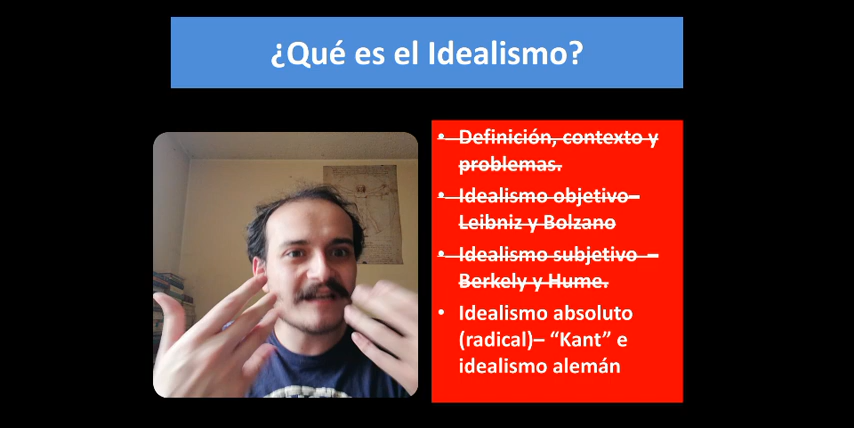 ¿Qué es el Idealismo?
• Definición, contexto y
problemas.
• Idealismo objetivo–
Leibniz y Bolzano
• Idealismo subjetivo –
Berkely y Hume.
• Idealismo absoluto
(radical)– “Kant” e
idealismo alemán